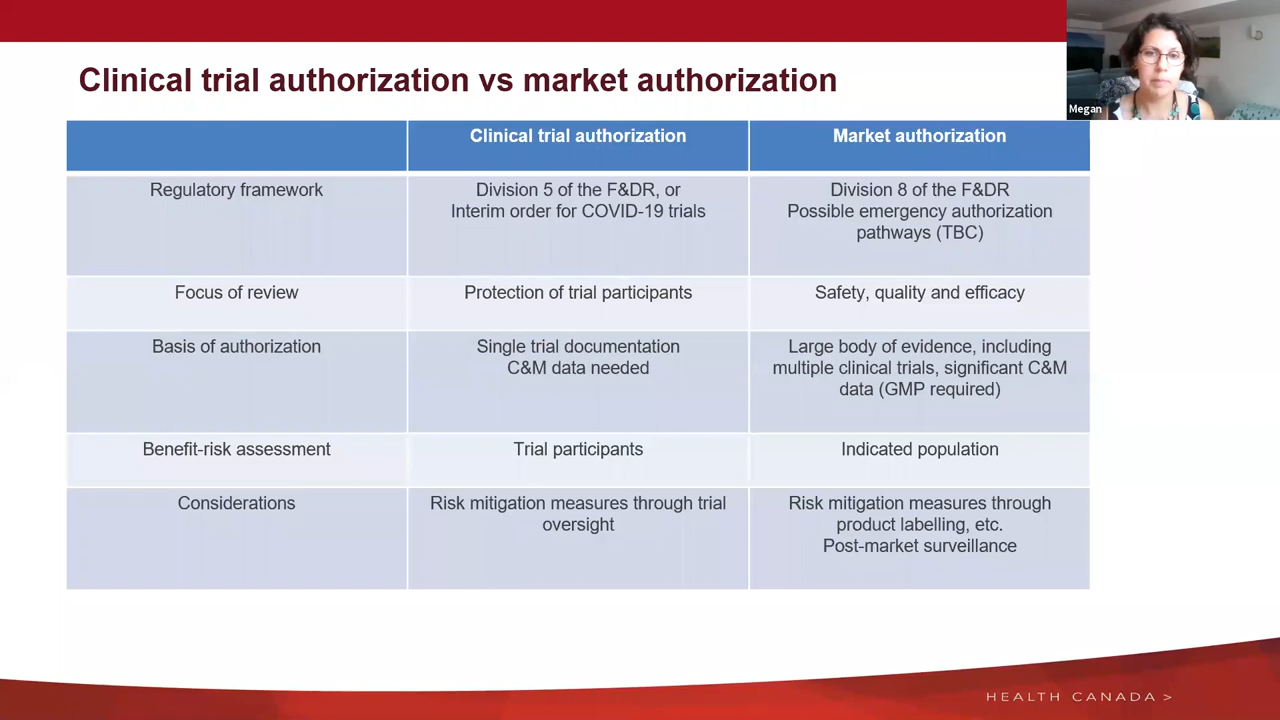 Clinical trial authorization vs market authorization
Megan
Clinical trial authorization
Market authorization
Regulatory framework
Division 5 of the F&DR, or
Interim order for COVID-19 trials
Division 8 of the F&DR
Possible emergency authorization
pathways (TBC)
Focus of review
Protection of trial participants
Safety, quality and efficacy
Basis of authorization
Single trial documentation
C&M data needed
Large body of evidence, including
multiple clinical trials, significant C&M
data (GMP required)
Benefit-risk assessment
Trial participants
Indicated population
Considerations
Risk mitigation measures through trial
oversight
Risk mitigation measures through
product labelling, etc.
Post-market surveillance
HEALTH CANADA >